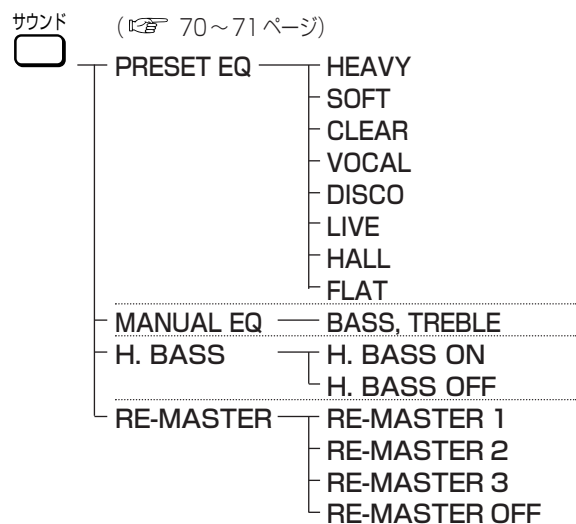 サウンド
(☞ 70～71ページ)
PRESET EQ HEAVY
SOFT
CLEAR
VOCAL
DISCO
LIVE
HALL
FLAT
MANUAL EQ BASS, TREBLE
H. BASS H. BASS ON
H. BASS OFF
RE-MASTER RE-MASTER 1
RE-MASTER 2
RE-MASTER 3
RE-MASTER OFF